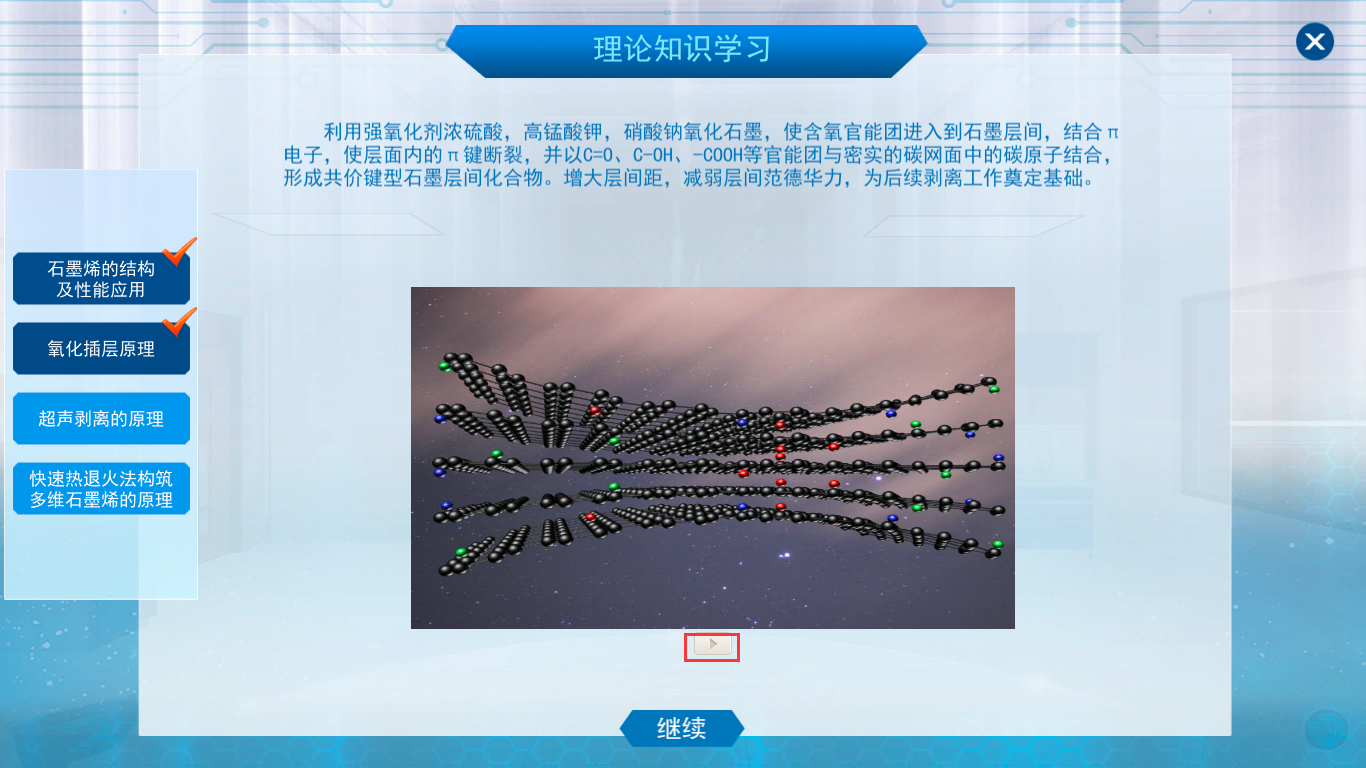 理论知识学习
利用强氧化剂浓硫酸，高锰酸钾，硝酸钠氧化石墨，使含氧官能团进入到石墨层间，结合π
电子，使层面内的π键断裂，并以C=O、C-OH、-COOH等官能团与密实的碳网面中的碳原子结合，
形成共价键型石墨层间化合物。增大层间距，减弱层间范德华力，为后续剥离工作奠定基础。
石墨烯的结构
及性能应用
氧化插层原理
超声剥离的原理
快速热退火法构筑
多维石墨烯的原理
继续